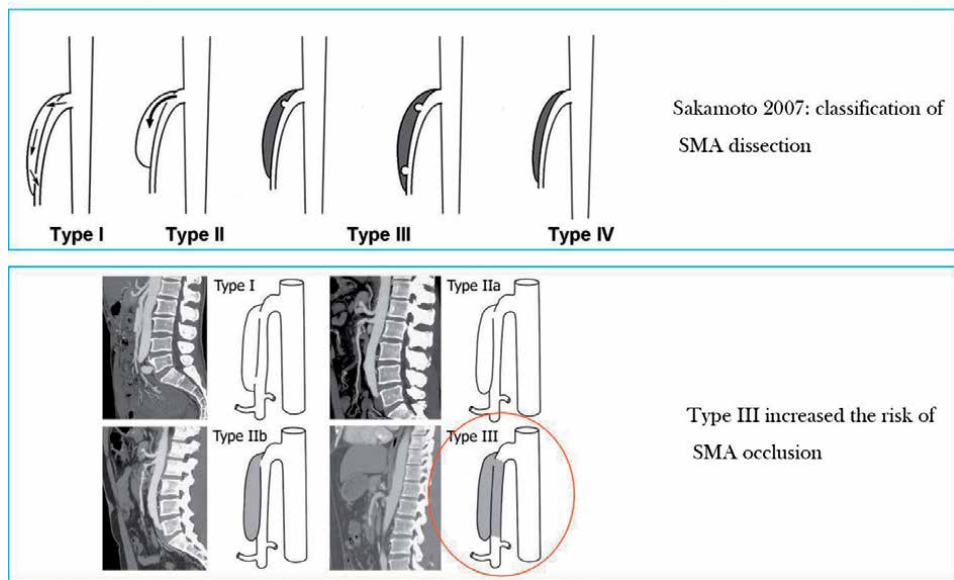 Sakamoto 2007: classification of
SMA dissection
Type I
Type II
Type III
Type IV
Type I
Type IIa
Type IIb
Type III
Type III increased the risk of
SMA occlusion